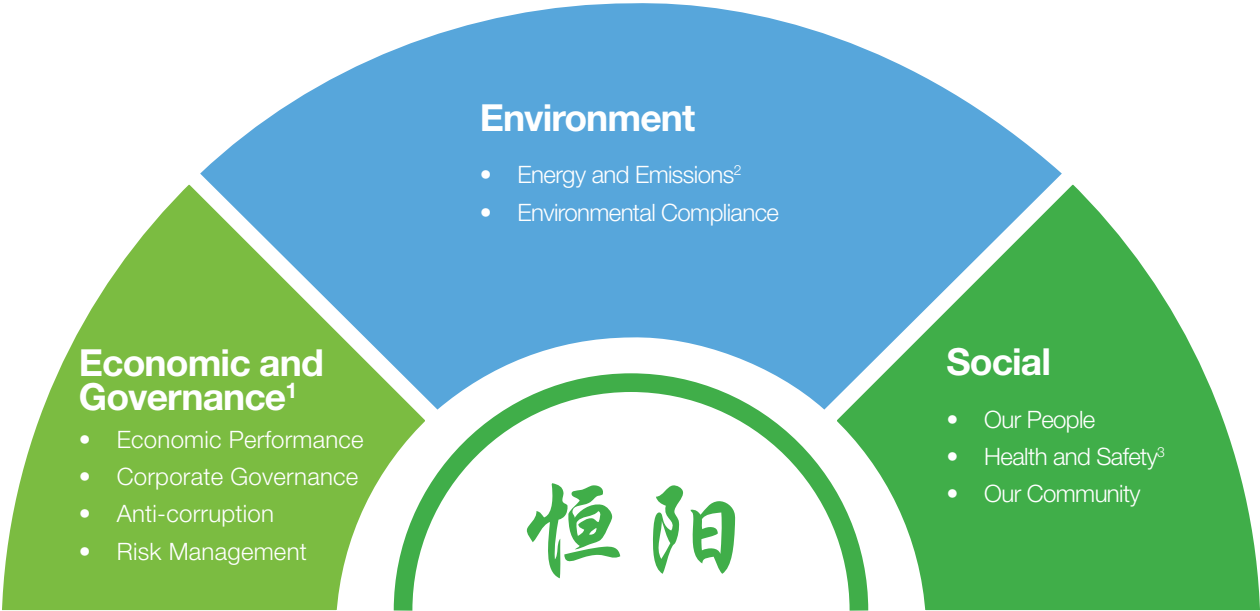 Environment
• Energy and Emissions²
• Environmental Compliance
Economic and
Governance¹
• Economic Performance
• Corporate Governance
• Anti-corruption
• Risk Management
Social
• Our People
• Health and Safety³
• Our Community
恒阳